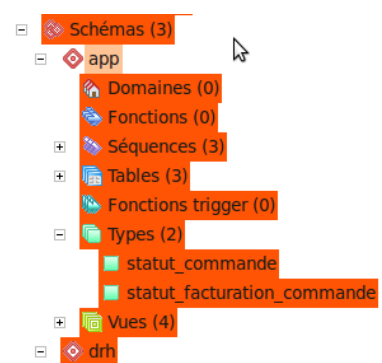 Schémas (3)
app
Domaines (0)
Fonctions (0)
Séquences (3)
Tables (3)
Fonctions trigger (0)
Types (2)
statut_commande
statut_facturation_commande
Vues (4)
drh